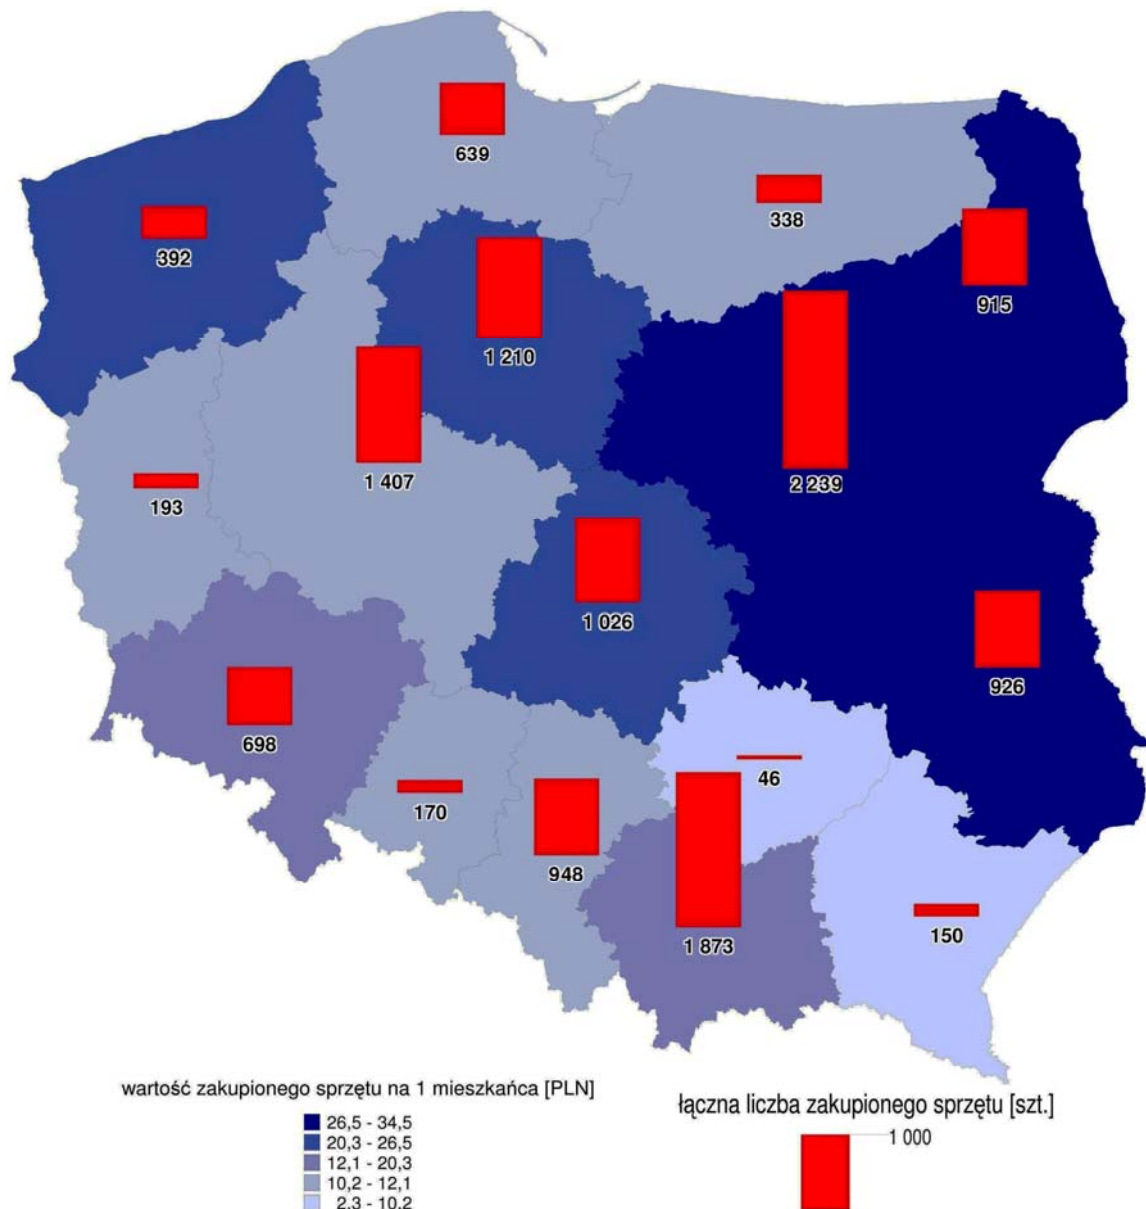 639
338
392
915
1 210
1 407
2 239
193
1 026
926
698
46
170
948
1 873
150
wartość zakupionego sprzętu na 1 mieszkańca [PLN]
26,5 - 34,5
20,3 - 26,5
12,1 - 20,3
10,2 - 12,1
2,3 - 10,2
łączna liczba zakupionego sprzętu [szt.]
1 000